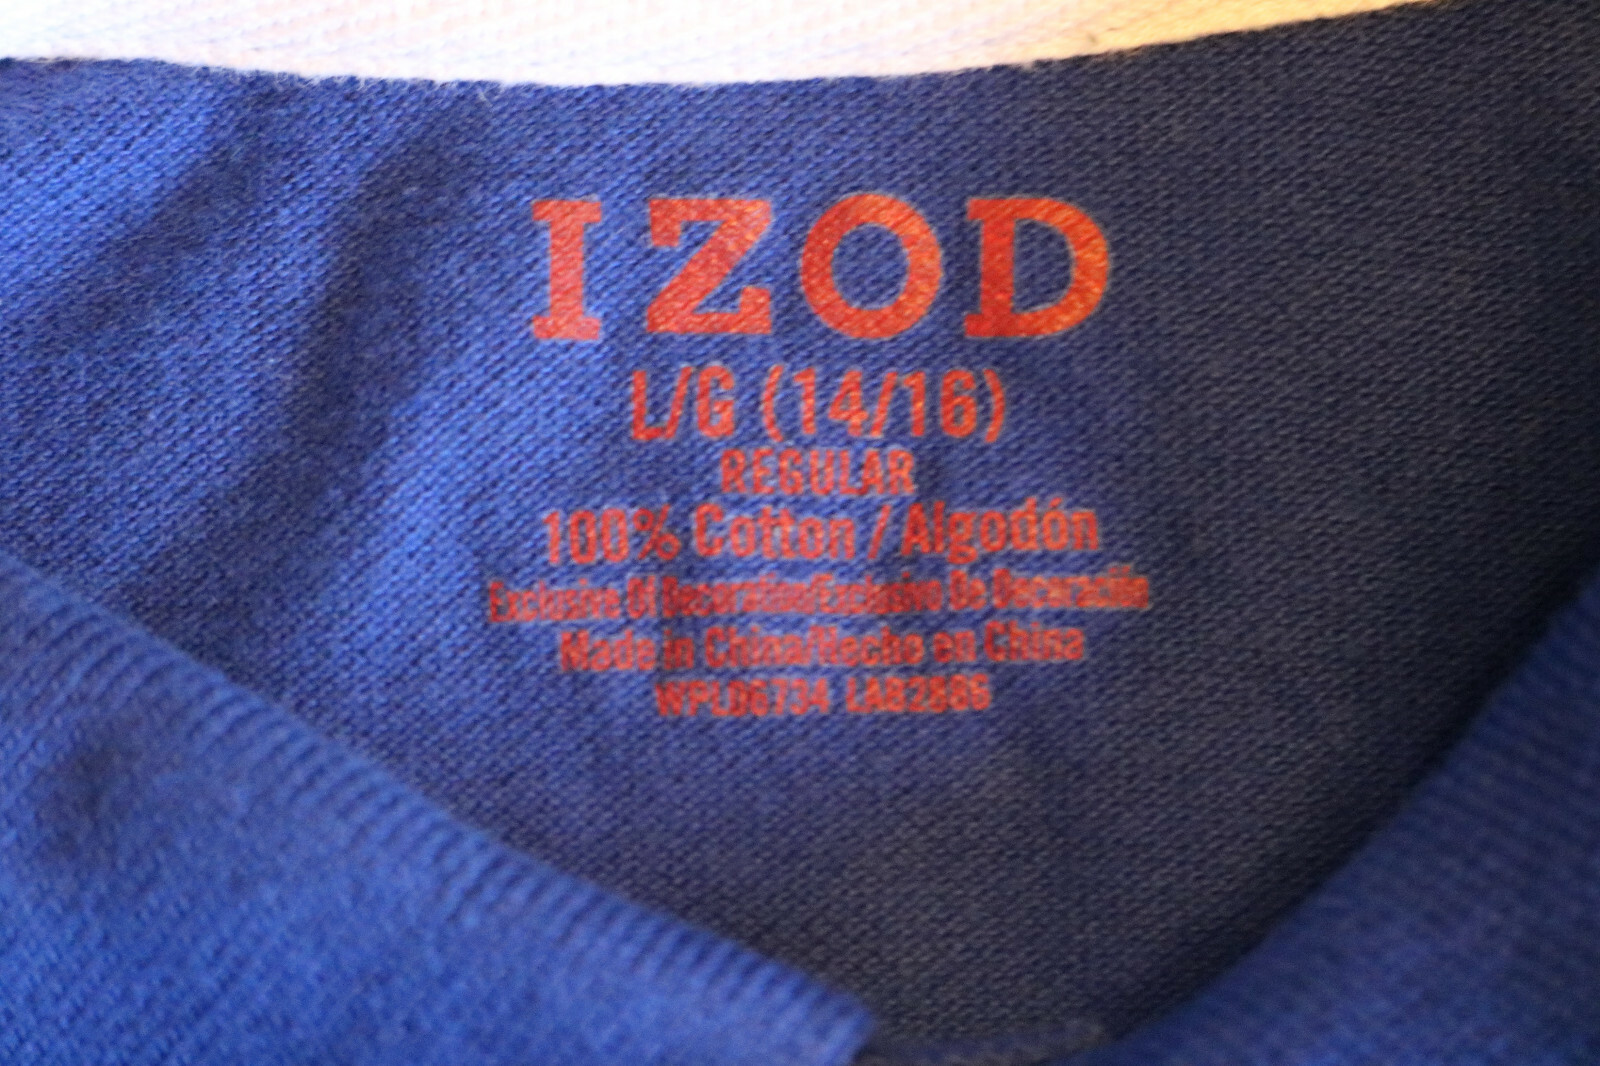 IZOD
L/G (14/16)
REGULAR
100% Cotton / Algodón
Exclusive Of Decoration/Exclusivo De Decoración
Made in China/Hecho en China
WPL06734 LAB2886